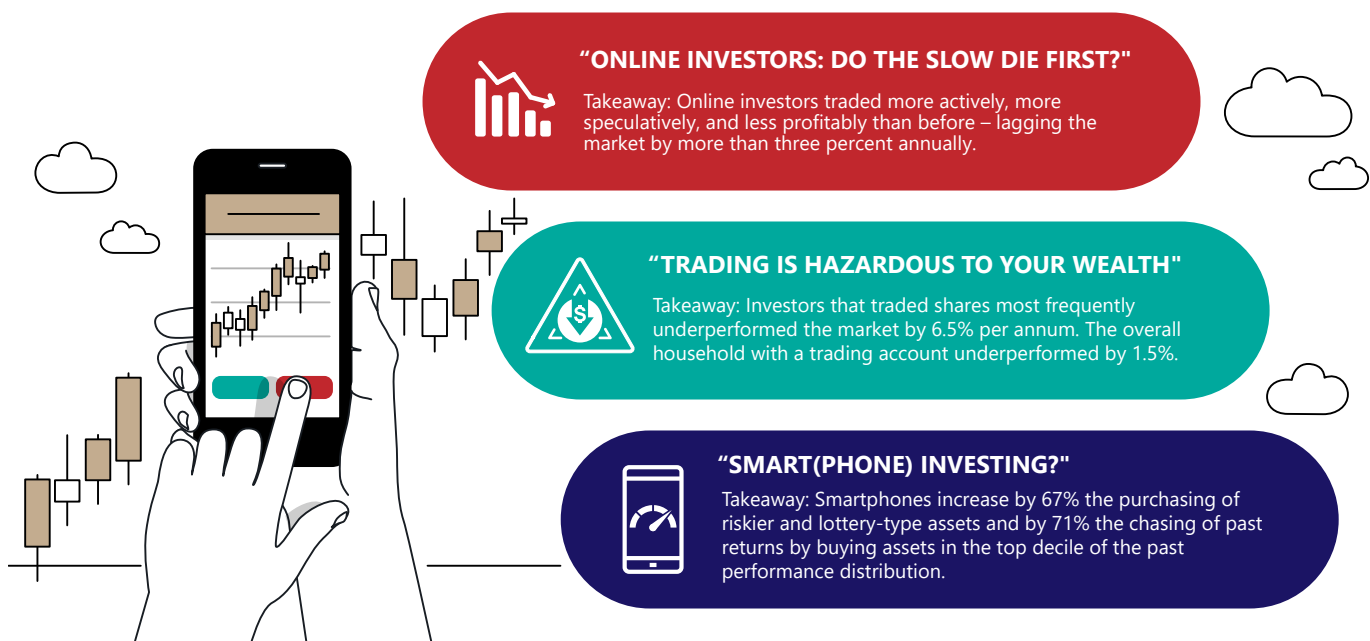 “ONLINE INVESTORS: DO THE SLOW DIE FIRST?"
Takeaway: Online investors traded more actively, more
speculatively, and less profitably than before – lagging the
market by more than three percent annually.
“TRADING IS HAZARDOUS TO YOUR WEALTH"
$
Takeaway: Investors that traded shares most frequently
underperformed the market by 6.5% per annum. The overall
household with a trading account underperformed by 1.5%.
“SMART(PHONE) INVESTING?"
Takeaway: Smartphones increase by 67% the purchasing of
riskier and lottery-type assets and by 71% the chasing of past
returns by buying assets in the top decile of the past
performance distribution.